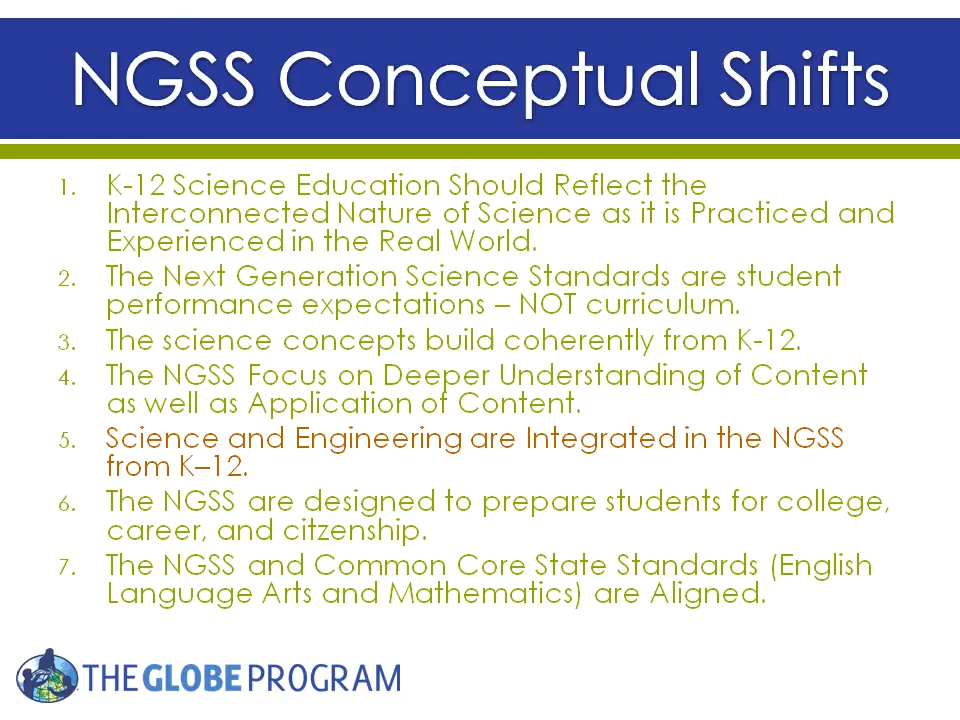 NGSS Conceptual Shifts
1. K-12 Science Education Should Reflect the
Interconnected Nature of Science as it is Practiced and
Experienced in the Real World.
2. The Next Generation Science Standards are student
performance expectations – NOT curriculum.
3. The science concepts build coherently from K-12.
4. The NGSS Focus on Deeper Understanding of Content
as well as Application of Content.
5. Science and Engineering are Integrated in the NGSS
from K–12.
6. The NGSS are designed to prepare students for college,
career, and citzenship.
7. The NGSS and Common Core State Standards (English
Language Arts and Mathematics) are Aligned.
THE GLOBE PROGRAM